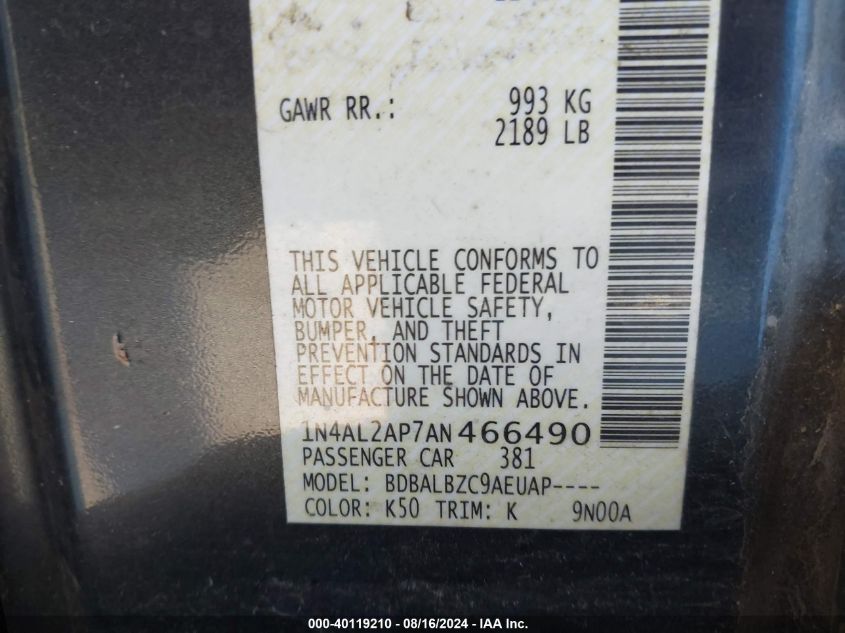 GAWR RR.: 993 KG
2189 LB
THIS VEHICLE CONFORMS TO
ALL APPLICABLE FEDERAL
MOTOR VEHICLE SAFETY,
BUMPER, AND THEFT
PREVENTION STANDARDS IN
EFFECT ON THE DATE OF
MANUFACTURE SHOWN ABOVE.
1N4AL2AP7AN466490
PASSENGER CAR 381
MODEL: BDBALBZC9AEUAP----
COLOR: K50 TRIM: K 9N00A
000-40119210 - 08/16/2024 - IAA Inc.